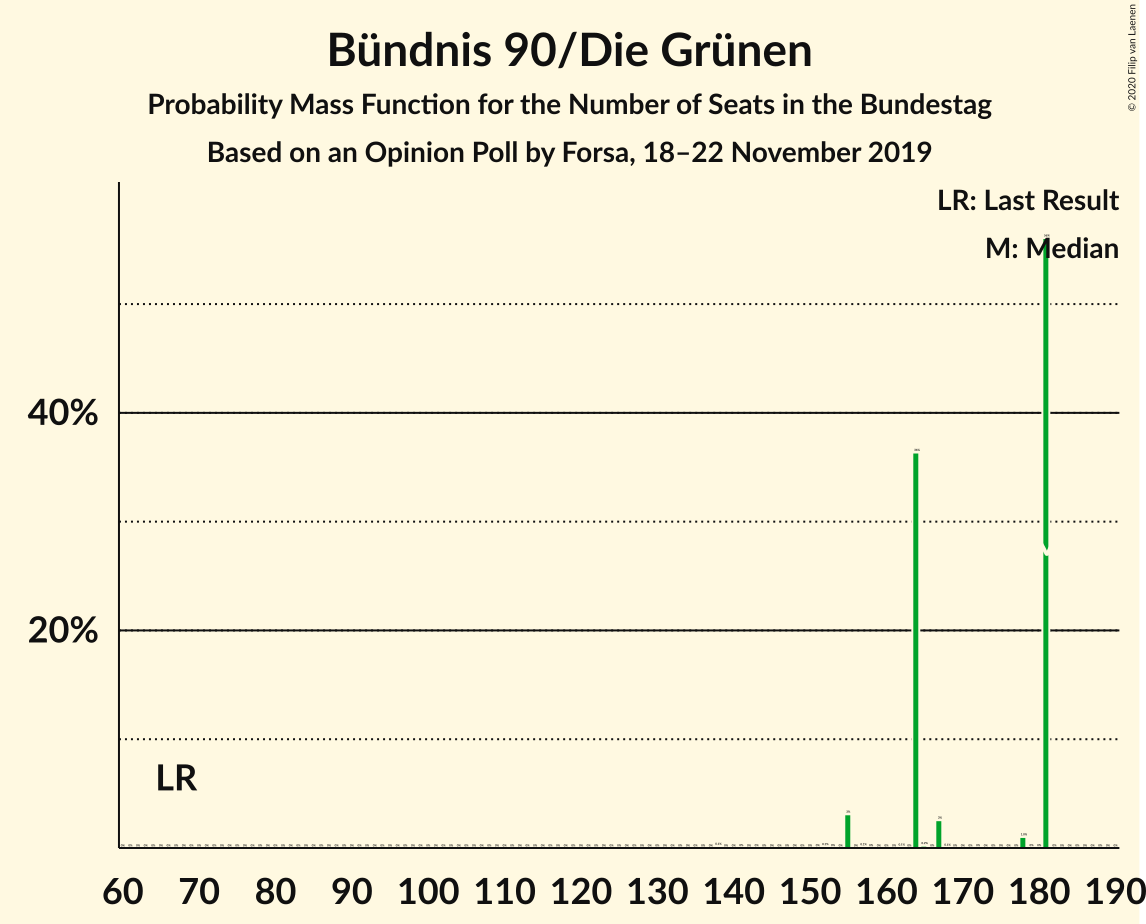 Bündnis 90/Die Grünen
Probability Mass Function for the Number of Seats in the Bundestag
Based on an Opinion Poll by Forsa, 18–22 November 2019
© 2020 Filip van Laenen
LR: Last Result
M: Median
40%
20%
LR
60 70 80 90 100 110 120 130 140 150 160 170 180 190